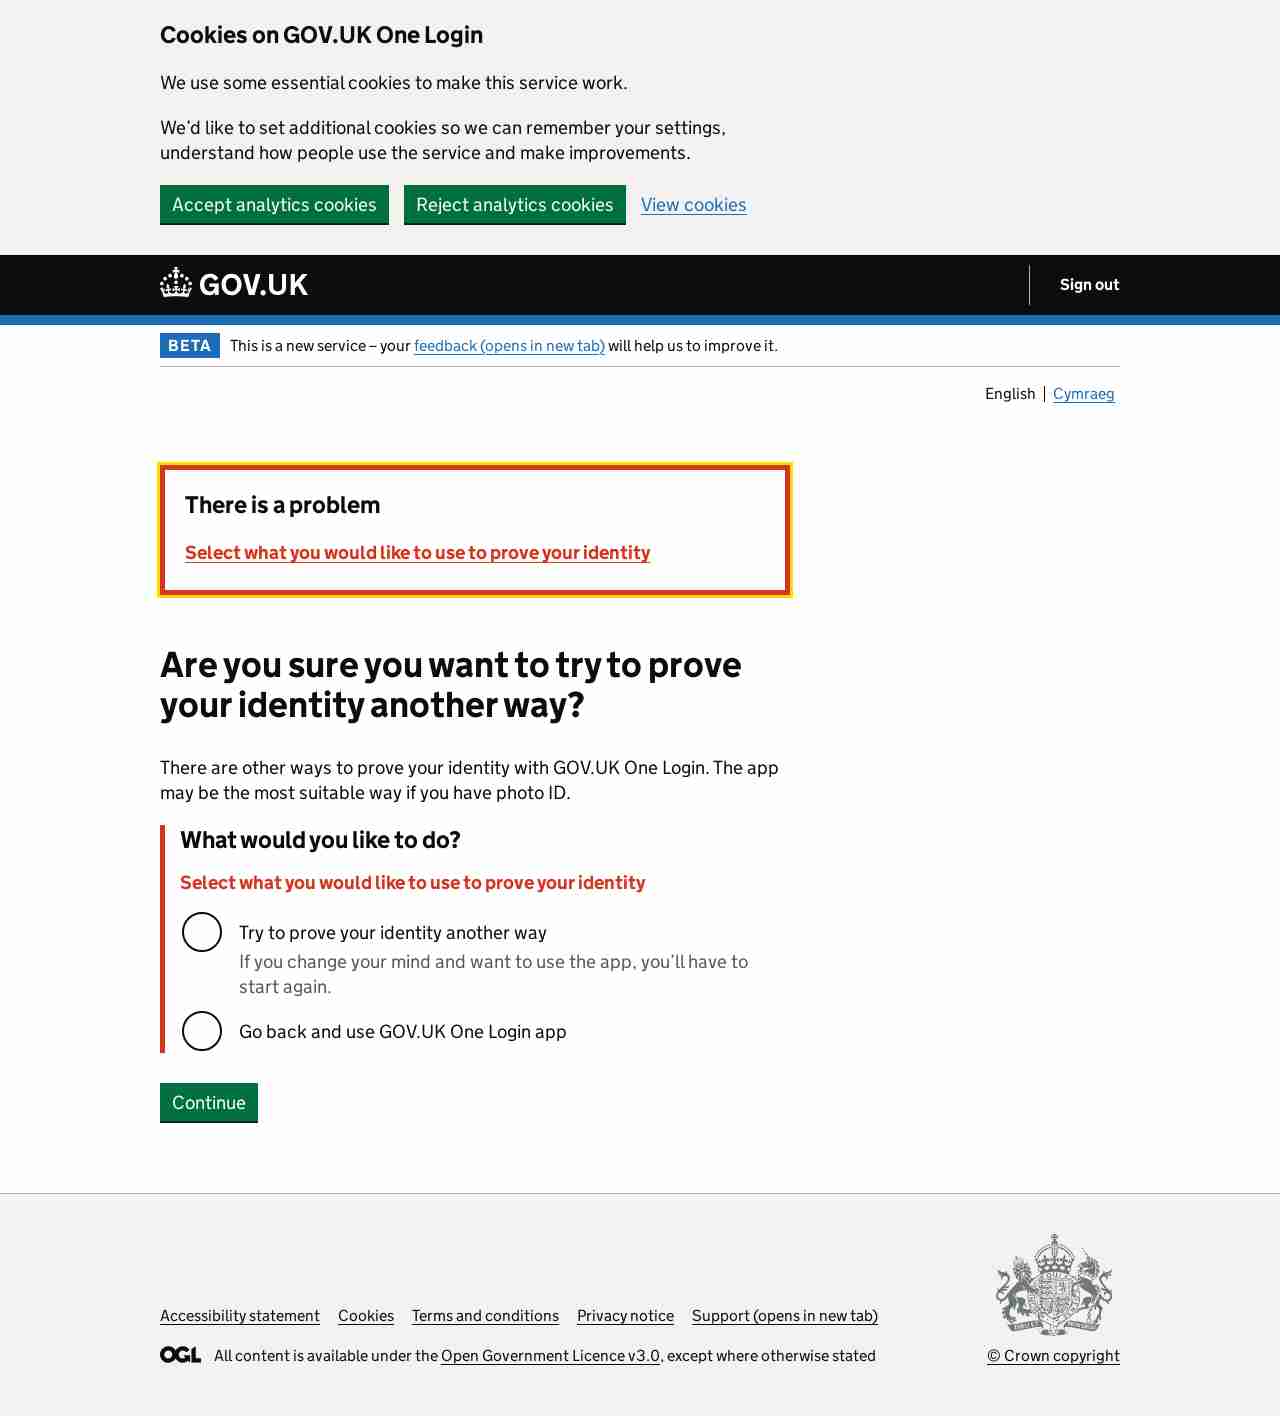 Cookies on GOV.UK One Login
We use some essential cookies to make this service work.
We’d like to set additional cookies so we can remember your settings,
understand how people use the service and make improvements.
Accept analytics cookies Reject analytics cookies View cookies
GOV.UK Sign out
BETA This is a new service – your feedback (opens in new tab) will help us to improve it.
English Cymraeg
There is a problem
Select what you would like to use to prove your identity
Are you sure you want to try to prove
your identity another way?
There are other ways to prove your identity with GOV.UK One Login. The app
may be the most suitable way if you have photo ID.
What would you like to do?
Select what you would like to use to prove your identity
Try to prove your identity another way
If you change your mind and want to use the app, you’ll have to
start again.
Go back and use GOV.UK One Login app
Continue
Accessibility statement Cookies Terms and conditions Privacy notice Support (opens in new tab)
OGL All content is available under the Open Government Licence v3.0, except where otherwise stated
© Crown copyright